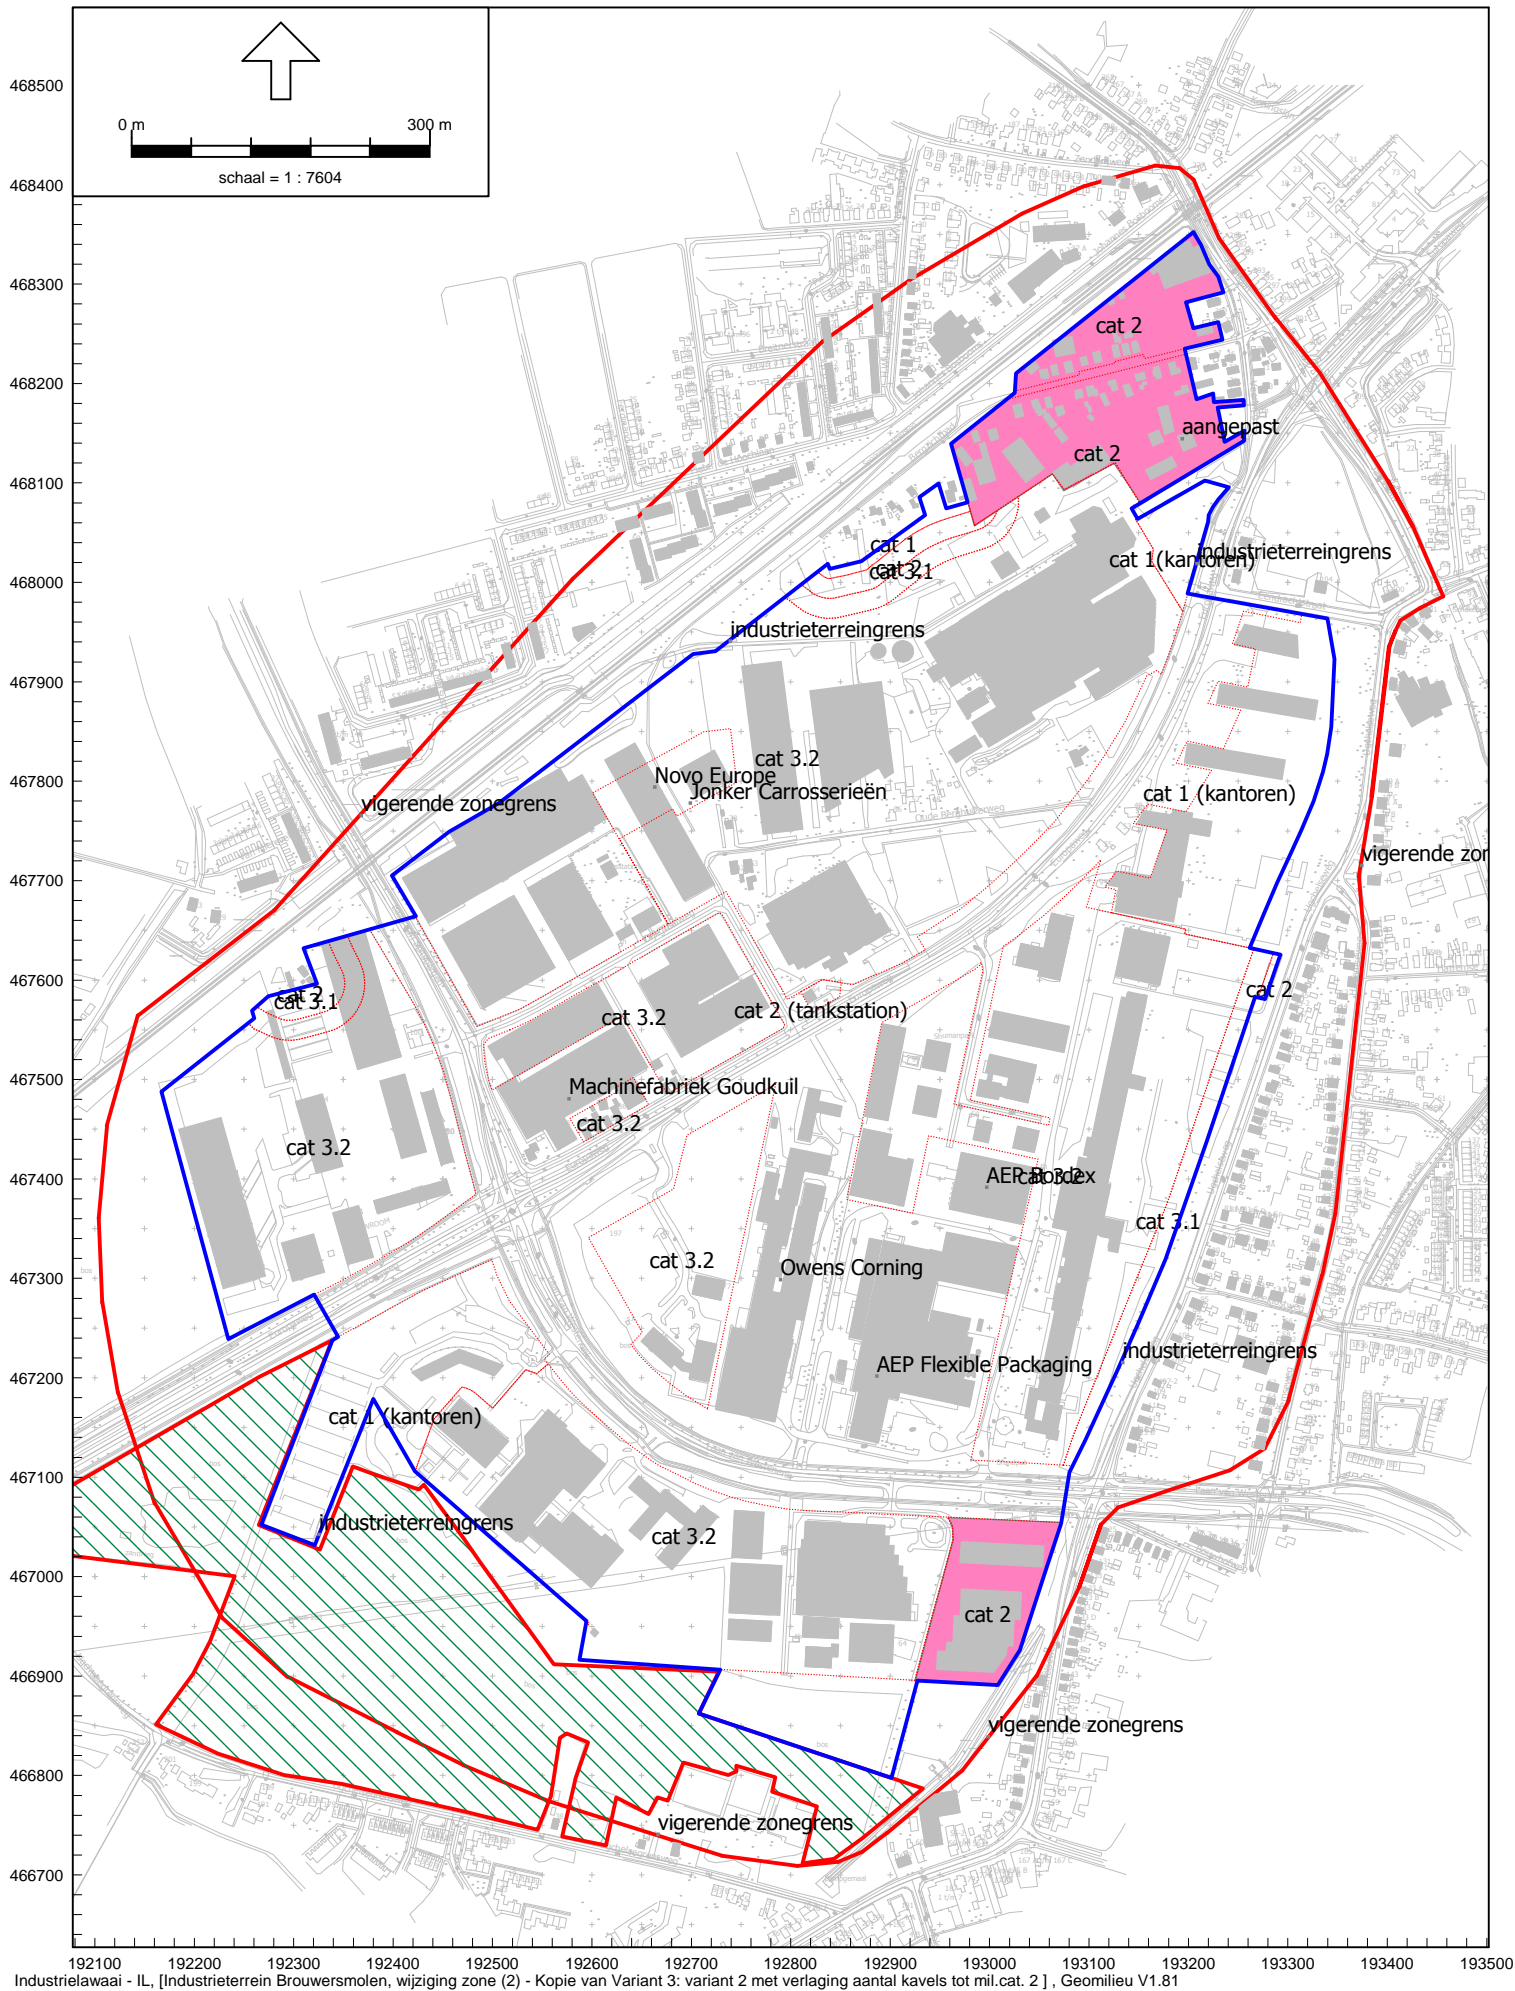 0 m 300 m
schaal = 1 : 7604
468500
468400
468300
468200
468100
468000
467900
467800
467700
467600
467500
467400
467300
467200
467100
467000
466900
466800
466700
cat 2
aangepast
cat 2
cat 1
cat 2
cat 3.1
cat 1(kantoren)
industrieterreingrens
industrieterreingrens
cat 3.2
Novo Europe
Jonker Carrosserieën
vigerende zonegrens
cat 1 (kantoren)
vigerende zor
cat 2
cat 3.1
cat 2
cat 3.2
cat 2 (tankstation)
Machinefabriek Goudkuil
cat 3.2
cat 3.2
AEP Bordex
cat 3.2
cat 3.1
cat 3.2
Owens Corning
industrieterreingrens
AEP Flexible Packaging
cat 1 (kantoren)
industrieterreingrens
cat 3.2
cat 2
vigerende zonegrens
vigerende zonegrens
192100 192200 192300 192400 192500 192600 192700 192800 192900 193000 193100 193200 193300 193400 193500
Industrielawaai - IL, [Industrieterrein Brouwersmolen, wijziging zone (2) - Kopie van Variant 3: variant 2 met verlaging aantal kavels tot mil.cat. 2 ] , Geomilieu V1.81